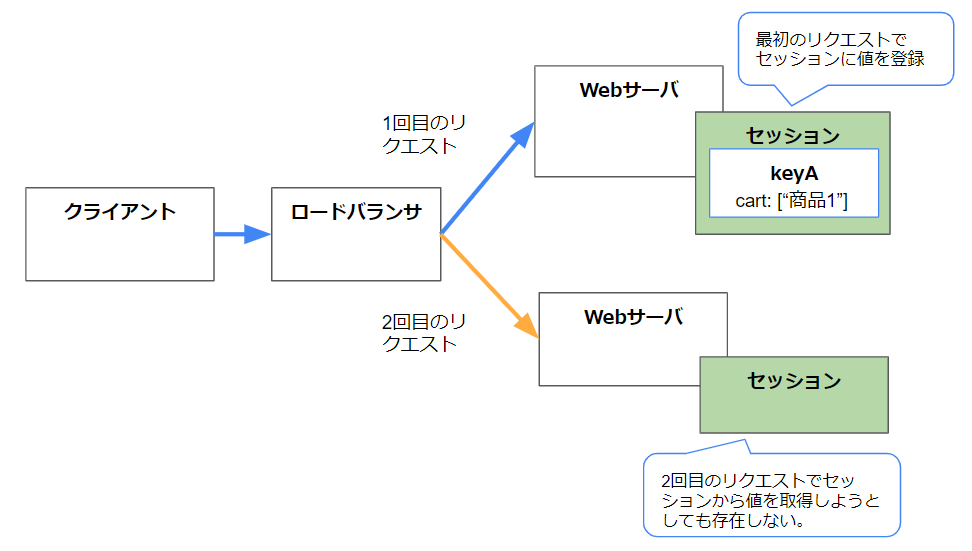 最初のリクエストで
セッションに値を登録
Webサーバ
1回目のリ
クエスト
セッション
keyA
cart: [“商品1”]
クライアント
ロードバランサ
2回目のリ
クエスト
Webサーバ
セッション
2回目のリクエストでセッ
ションから値を取得しようと
しても存在しない。